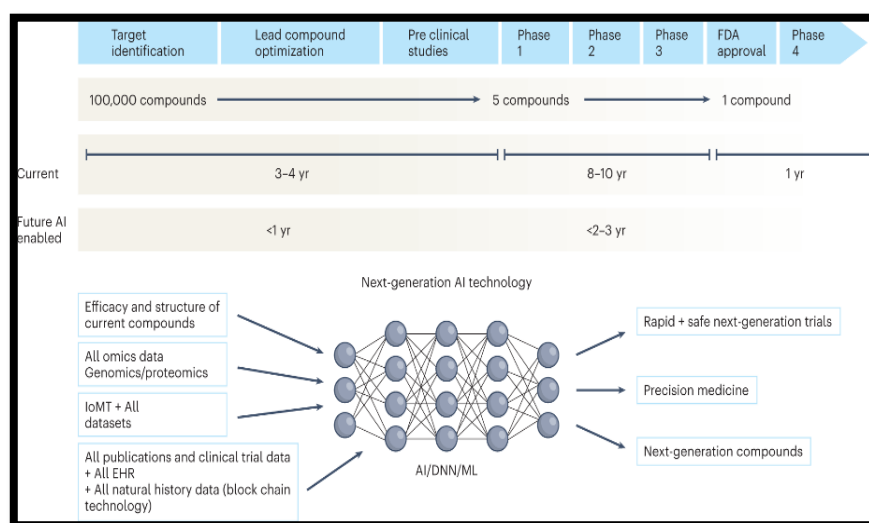 Target identification
Lead compound optimization
Pre clinical studies
Phase 1
Phase 2
Phase 3
FDA approval
Phase 4
100,000 compounds
5 compounds
1 compound
Current
3–4 yr
8–10 yr
1 yr
Future AI enabled
<1 yr
<2–3 yr
Next-generation AI technology
Efficacy and structure of
current compounds
All omics data
Genomics/proteomics
IoMT + All
datasets
All publications and clinical trial data
+ All EHR
+ All natural history data (block chain
technology)
AI/DNN/ML
Rapid + safe next-generation trials
Precision medicine
Next-generation compounds